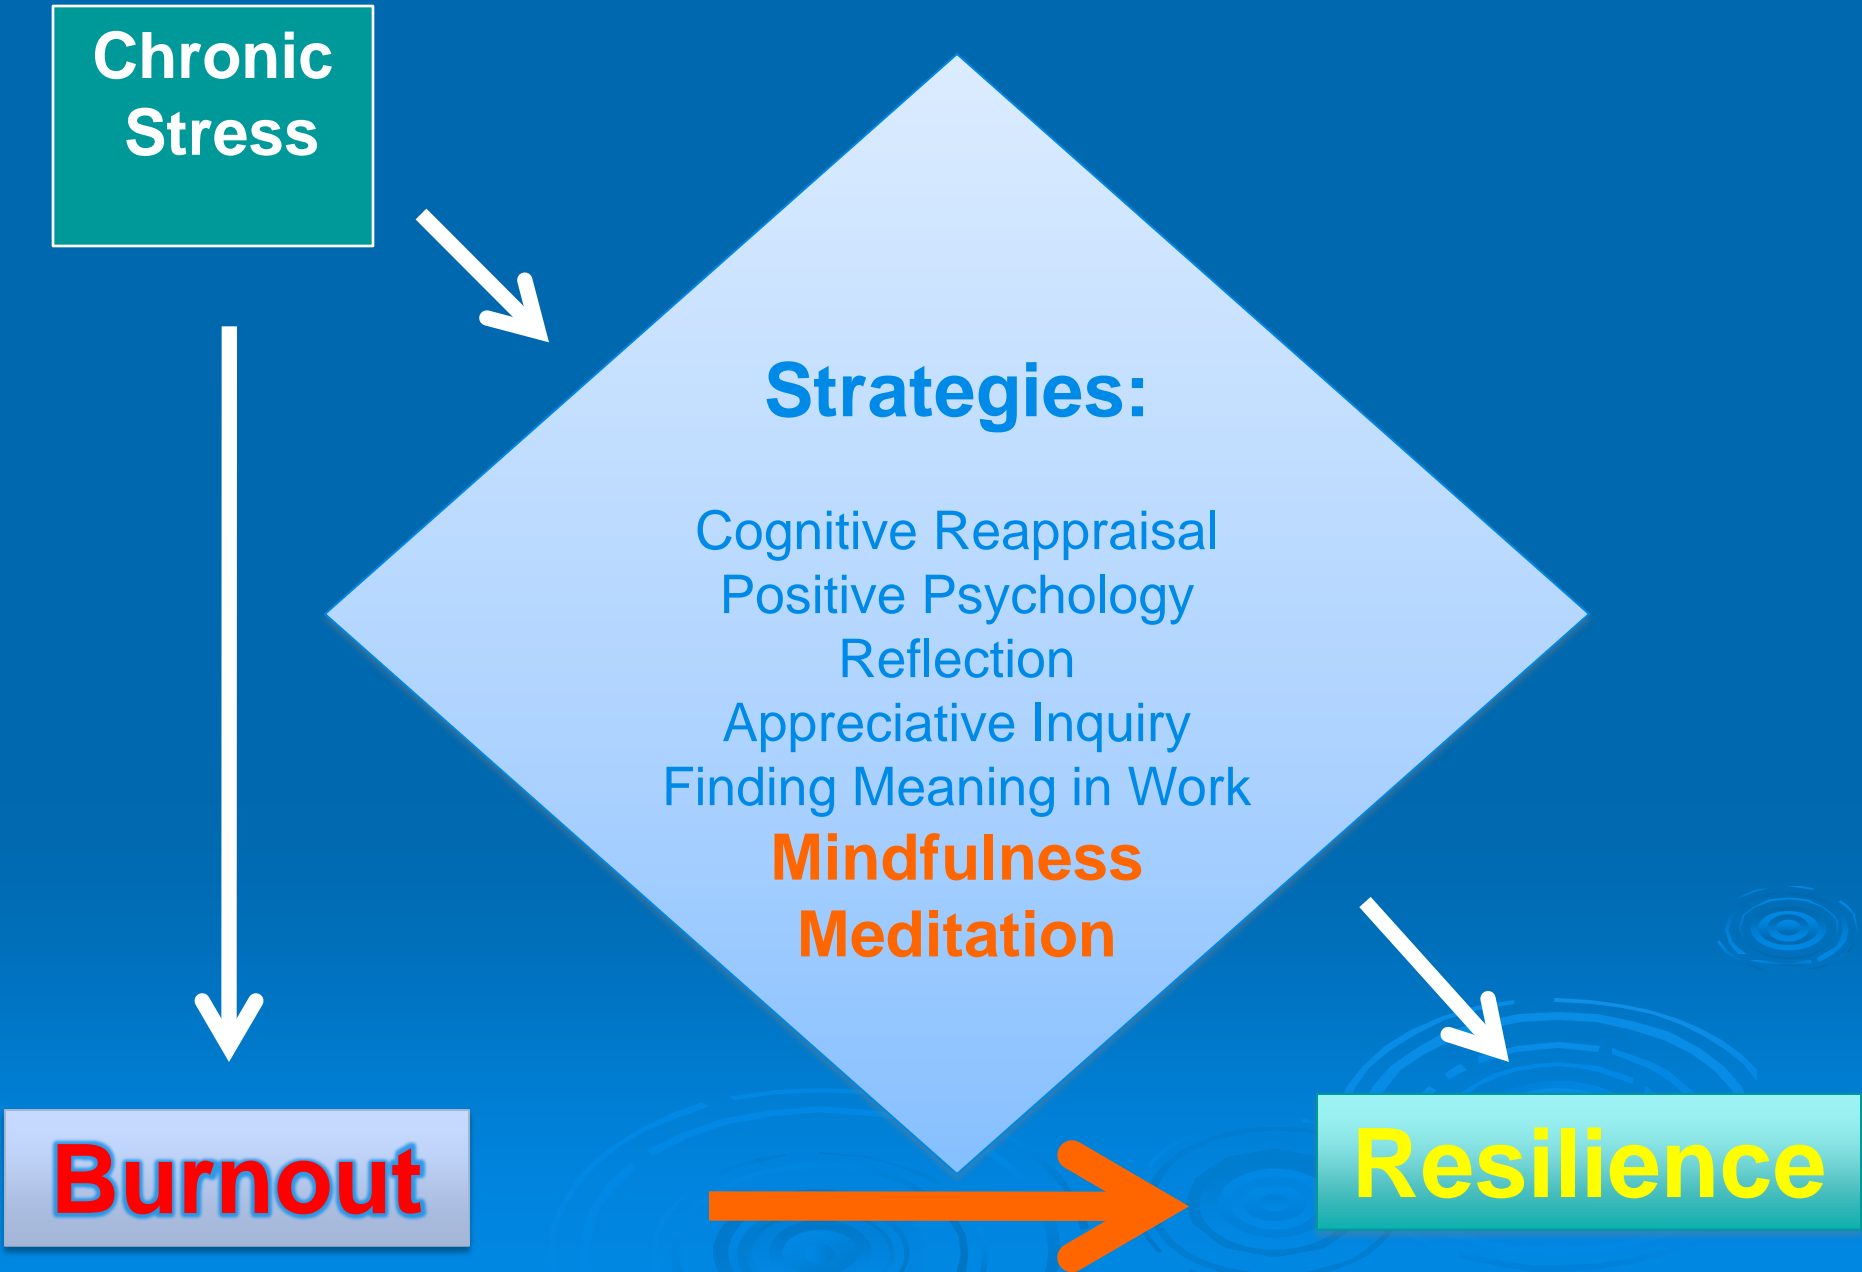 Chronic
Stress
Strategies:
Cognitive Reappraisal
Positive Psychology
Reflection
Appreciative Inquiry
Finding Meaning in Work
Mindfulness
Meditation
Burnout
Resilience